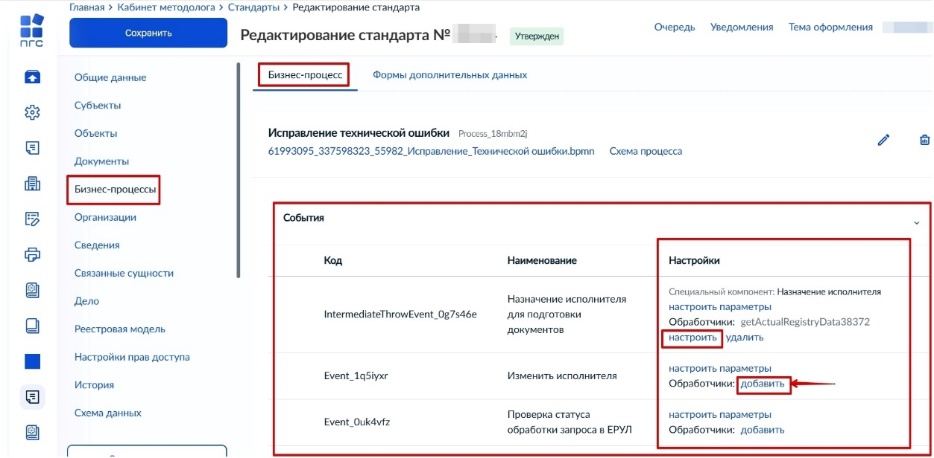 Главная > Кабинет методолога > Стандарты > Редактирование стандарта
нгс
Сохранить
Редактирование стандарта №
Утвержден
Очередь
Уведомления
Тема оформления
Общие данные
Субъекты
Объекты
Документы
Бизнес-процессы
Организации
Сведения
Связанные сущности
Дело
Реестровая модель
Настройки прав доступа
История
Схема данных
Бизнес-процесс
Формы дополнительных данных
Исправление технической ошибки Process_18mbm2j
61993095_337598323_55982_Исправление_Технической ошибки.bpmn Схема процесса
События
Код
Наименование
Настройки
IntermediateThrowEvent_0g7s46e
Назначение исполнителя
для подготовки
документов
Специальный компонент: Назначение исполнителя
настроить параметры
Обработчики: getActualRegistryData38372
настроить удалить
Event_1q5iyxr
Изменить исполнителя
настроить параметры
Обработчики: добавить
Event_0uk4vfz
Проверка статуса
обработки запроса в ЕРУЛ
настроить параметры
Обработчики: добавить